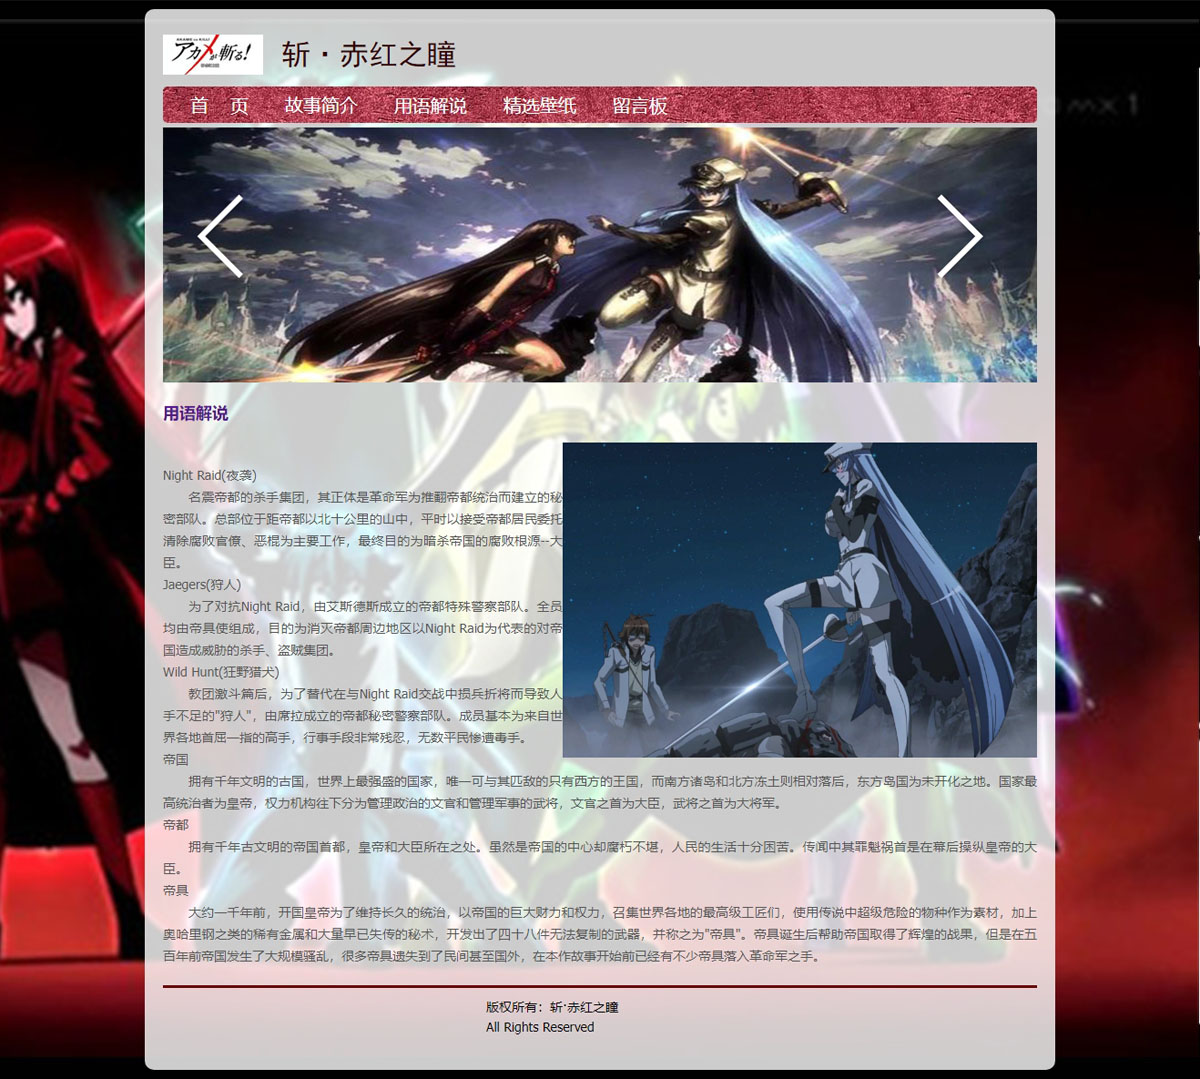 アカメが斬る!
斬·赤红之瞳
首 页 故事简介 用语解说 精选壁纸 留言板
用语解说
Night Raid(夜袭)
名震帝都的杀手集团，其正体是革命军为推翻帝都统治而建立的秘
密部队。总部位于距帝都以北十公里的山中，平时以接受帝都居民委托
清除腐败官僚、恶棍为主要工作，最终目的为暗杀帝国的腐败根源--大
臣。
Jaegers(狩人)
为了对抗Night Raid，由艾斯德斯成立的帝都特殊警察部队。全员
均由帝具使组成，目的为消灭帝都周边地区以Night Raid为代表的对帝
国造成威胁的杀手、盗贼集团。
Wild Hunt(狂野猎犬)
教团激斗篇后，为了替代在与Night Raid交战中损兵折将而导致人
手不足的"狩人"，由席拉成立的帝都秘密警察部队。成员基本为来自世
界各地首屈一指的高手，行事手段非常残忍，无数平民惨遭毒手。
帝国
拥有千年文明的古国，世界上最强盛的国家，唯一可与其匹敌的只有西方的王国，而南方诸岛和北方冻土则相对落后，东方岛国为未开化之地。国家最
高统治者为皇帝，权力机构往下分为管理政治的文官和管理军事的武将，文官之首为大臣，武将之首为大将军。
帝都
拥有千年古文明的帝国首都，皇帝和大臣所在之处。虽然是帝国的中心却腐朽不堪，人民的生活十分困苦。传闻中其罪魁祸首是在幕后操纵皇帝的大
臣。
帝具
大约一千年前，开国皇帝为了维持长久的统治，以帝国的巨大财力和权力，召集世界各地的最高级工匠们，使用传说中超级危险的物种作为素材，加上
奥哈里钢之类的稀有金属和大量早已失传的秘术，开发出了四十八件无法复制的武器，并称之为"帝具"。帝具诞生后帮助帝国取得了辉煌的战果，但是在五
百年前帝国发生了大规模骚乱，很多帝具遗失到了民间甚至国外，在本作故事开始前已经有不少帝具落入革命军之手。
版权所有：斩·赤红之瞳
All Rights Reserved